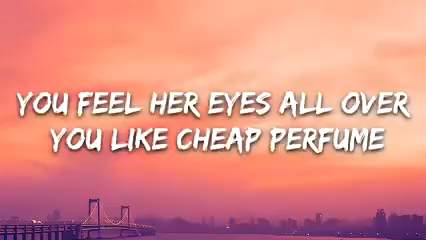 YOU FEEL HER EYES ALL OVER
YOU LIKE CHEAP PERFUME